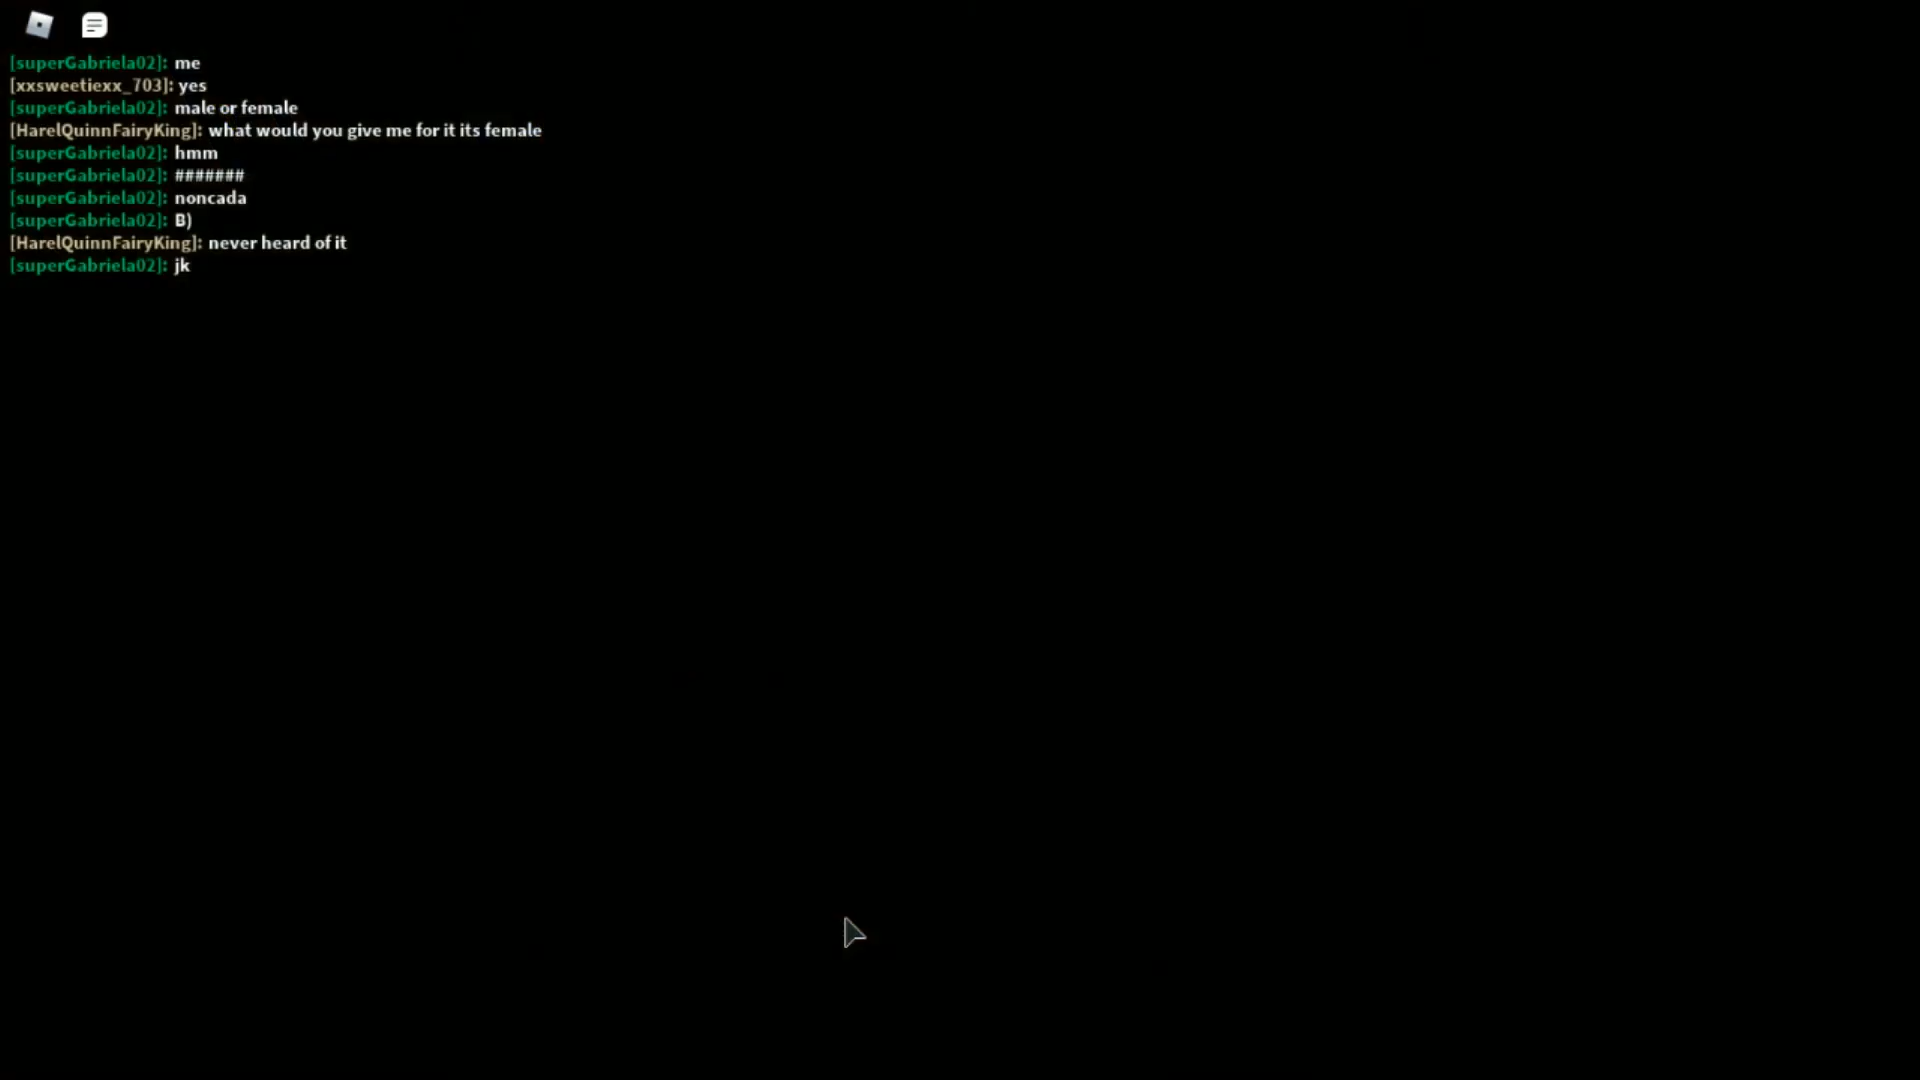 [superGabriela02]: me
[xxsweetiexx_703]: yes
[superGabriela02]: male or female
[HarelQuinnFairyKing]: what would you give me for it its female
[superGabriela02]: hmm
[superGabriela02]: #######
[superGabriela02]: noncada
[superGabriela02]: B)
[HarelQuinnFairyKing]: never heard of it
[superGabriela02]: jk